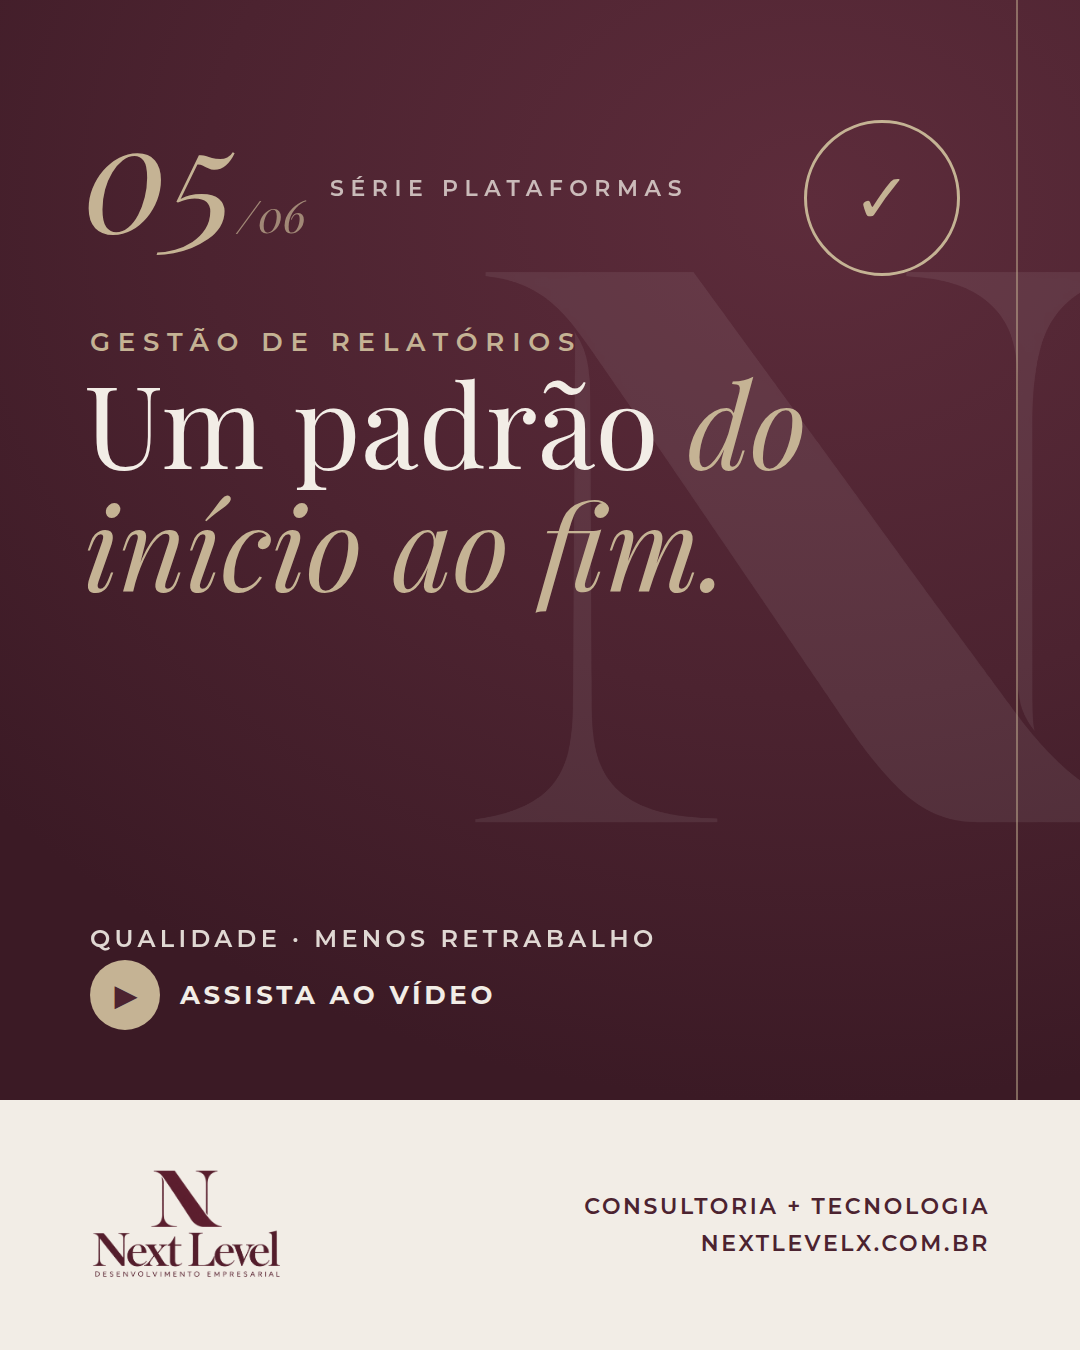 05/06 SÉRIE PLATAFORMAS
✓
GESTÃO DE RELATÓRIOS
Um padrão do
início ao fim.
QUALIDADE · MENOS RETRABALHO
▶ ASSISTA AO VÍDEO
N
Next Level
DESENVOLVIMENTO EMPRESARIAL
CONSULTORIA + TECNOLOGIA
NEXTLEVELX.COM.BR